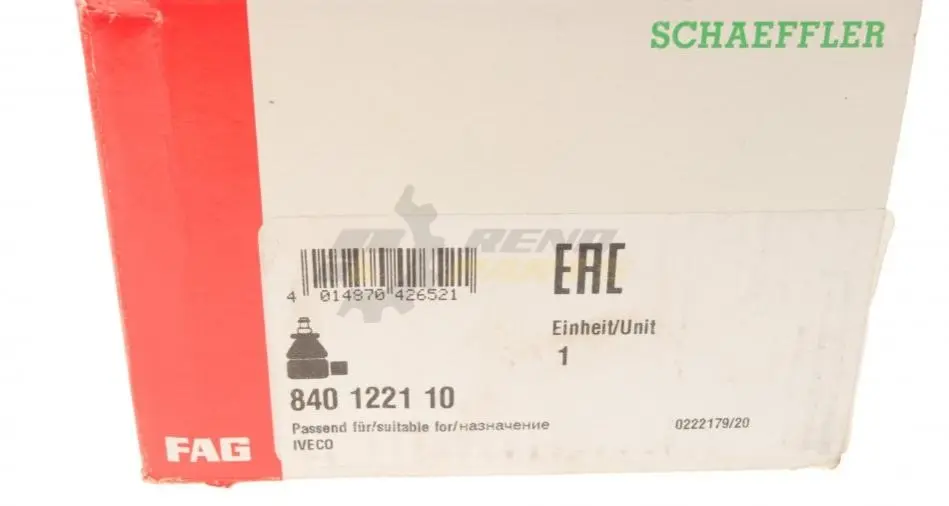 SCHAEFFLER
RENO
EAC
4 014870 426521
Einheit/Unit
1
840 1221 10
Passend für/suitable for/назначение
0222179/20
IVECO
FAG